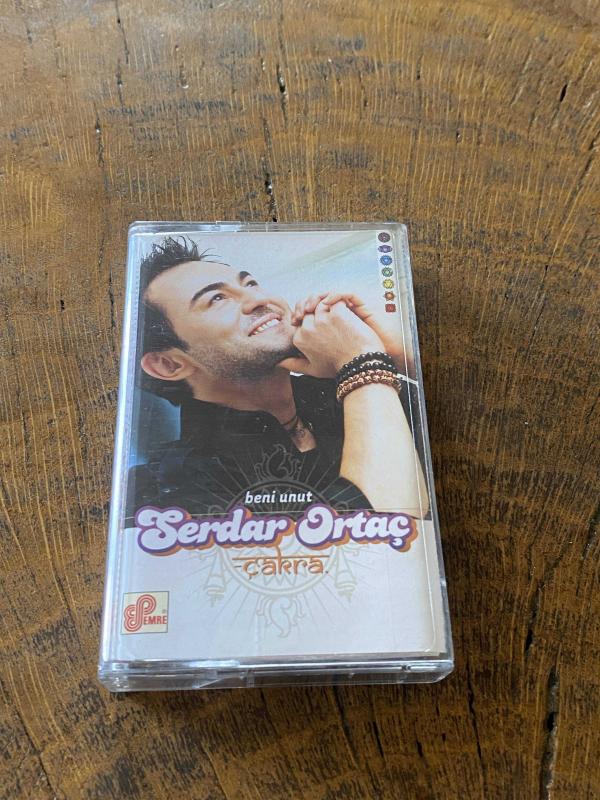 beni unut
Serdar Ortaç
-çakra.
EMRE